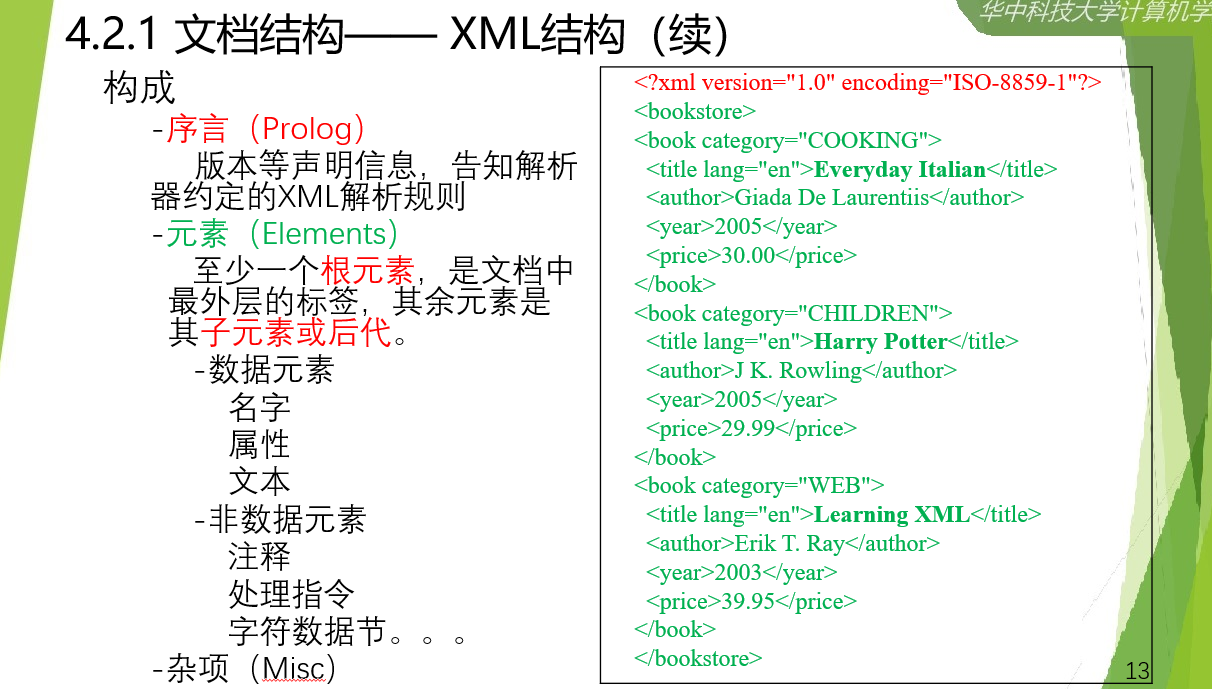 华中科技大学计算机学
4.2.1 文档结构—— XML结构（续）
构成
-序言（Prolog）
版本等声明信息，告知解析
器约定的XML解析规则
-元素（Elements）
至少一个根元素，是文档中
最外层的标签，其余元素是
其子元素或后代。
-数据元素
名字
属性
文本
-非数据元素
注释
处理指令
字符数据节。。。
-杂项（Misc）
<?xml version="1.0" encoding="ISO-8859-1"?>
<bookstore>
<book category="COOKING">
<title lang="en">Everyday Italian</title>
<author>Giada De Laurentiis</author>
<year>2005</year>
<price>30.00</price>
</book>
<book category="CHILDREN">
<title lang="en">Harry Potter</title>
<author>J K. Rowling</author>
<year>2005</year>
<price>29.99</price>
</book>
<book category="WEB">
<title lang="en">Learning XML</title>
<author>Erik T. Ray</author>
<year>2003</year>
<price>39.95</price>
</book>
</bookstore>
13